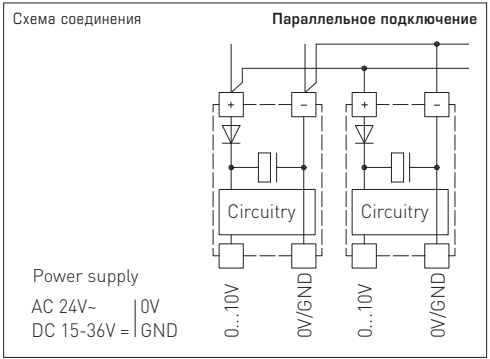 Схема соединения
Параллельное подключение
+ − + −
Circuitry Circuitry
Power supply
AC 24V~ 0V
DC 15-36V = GND
0...10V
0V/GND
0...10V
0V/GND